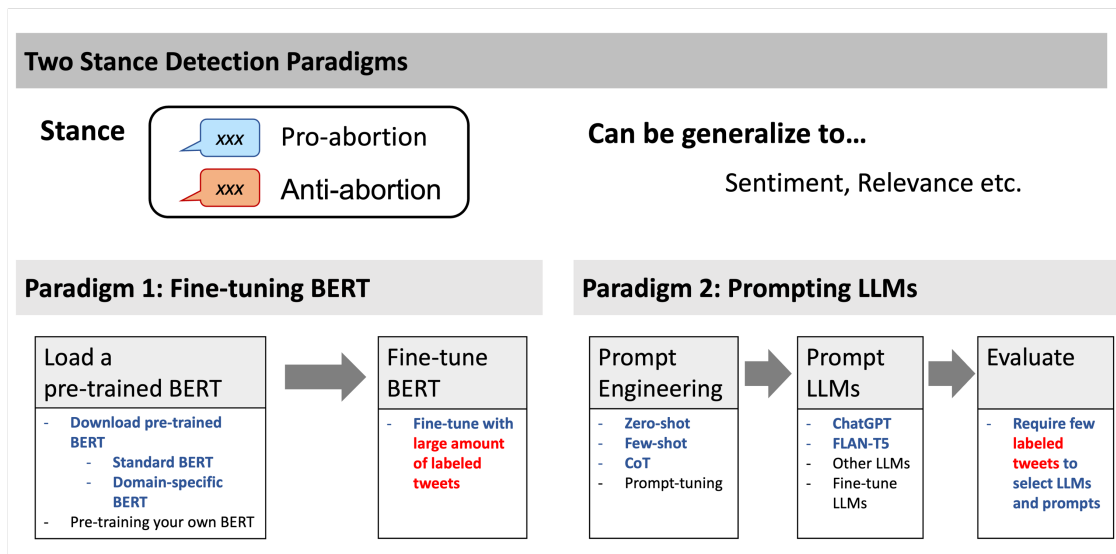 Two Stance Detection Paradigms
Stance
xxx Pro-abortion
xxx Anti-abortion
Can be generalize to…
Sentiment, Relevance etc.
Paradigm 1: Fine-tuning BERT
Load a
pre-trained BERT
- Download pre-trained
BERT
- Standard BERT
- Domain-specific
BERT
- Pre-training your own BERT
Fine-tune
BERT
- Fine-tune with
large amount
of labeled
tweets
Paradigm 2: Prompting LLMs
Prompt
Engineering
- Zero-shot
- Few-shot
- CoT
- Prompt-tuning
Prompt
LLMs
- ChatGPT
- FLAN-T5
- Other LLMs
- Fine-tune
LLMs
Evaluate
- Require few
labeled
tweets to
select LLMs
and prompts